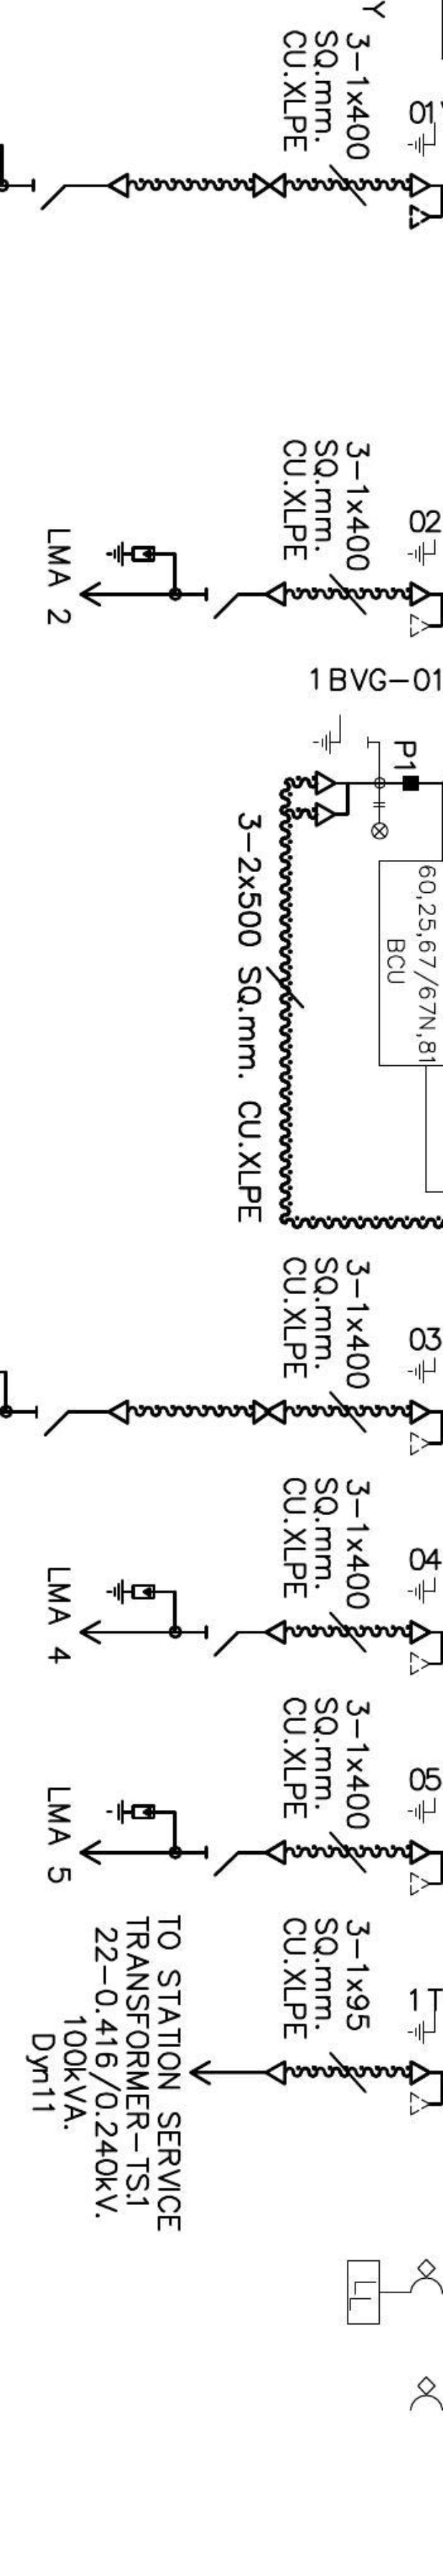 Y
01
3-1x400
SQ.mm.
CU.XLPE
02
3-1x400
SQ.mm.
CU.XLPE
LMA 2
1BVG-01
P1
60,25,67/67N,81
BCU
3-2x500 SQ.mm. CU.XLPE
03
3-1x400
SQ.mm.
CU.XLPE
04
3-1x400
SQ.mm.
CU.XLPE
LMA 4
05
3-1x400
SQ.mm.
CU.XLPE
LMA 5
1T
3-1x95
SQ.mm.
CU.XLPE
TO STATION SERVICE
TRANSFORMER-TS.1
22-0.416/0.240kV.
100kVA.
Dyn11
LL